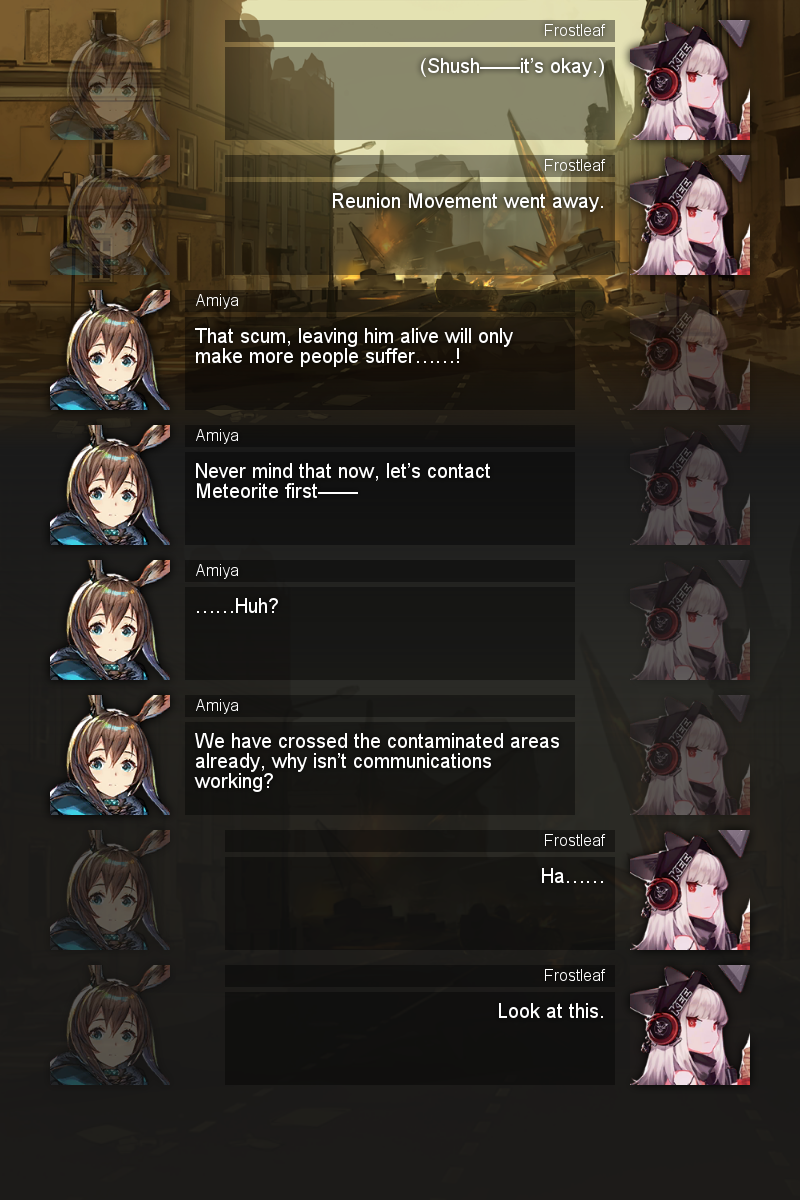 Frostleaf
(Shush——it's okay.)
Frostleaf
Reunion Movement went away.
Amiya
That scum, leaving him alive will only
make more people suffer……!
Amiya
Never mind that now, let's contact
Meteorite first——
Amiya
……Huh?
Amiya
We have crossed the contaminated areas
already, why isn't communications
working?
Frostleaf
Ha……
Frostleaf
Look at this.